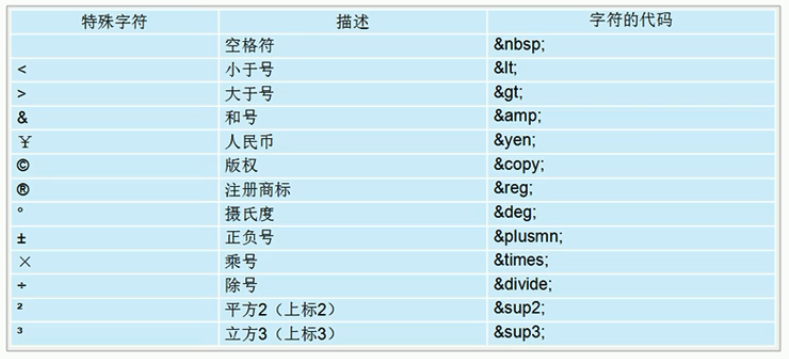 特殊字符 描述 字符的代码
空格符 &nbsp;
< 小于号 &lt;
> 大于号 &gt;
& 和号 &amp;
¥ 人民币 &yen;
© 版权 &copy;
® 注册商标 &reg;
° 摄氏度 &deg;
± 正负号 &plusmn;
× 乘号 &times;
÷ 除号 &divide;
² 平方2（上标2） &sup2;
³ 立方3（上标3） &sup3;